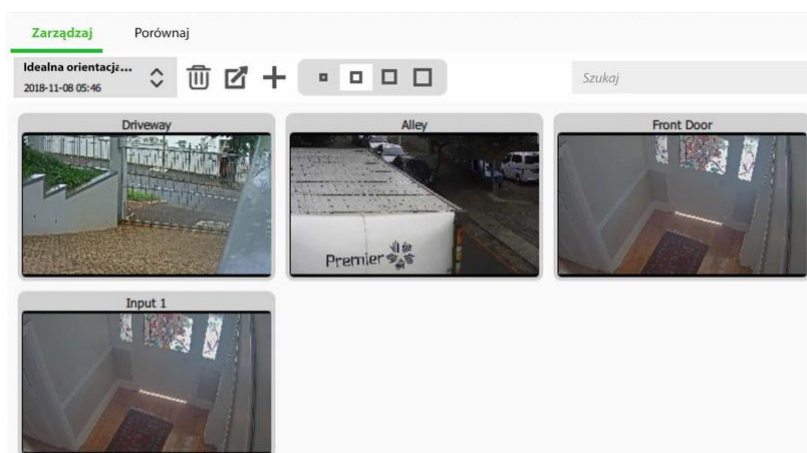 Zarządzaj Porównaj
Idealna orientacja...
2018-11-08 05:46
Szukaj
Driveway Alley Front Door
Premier
Input 1